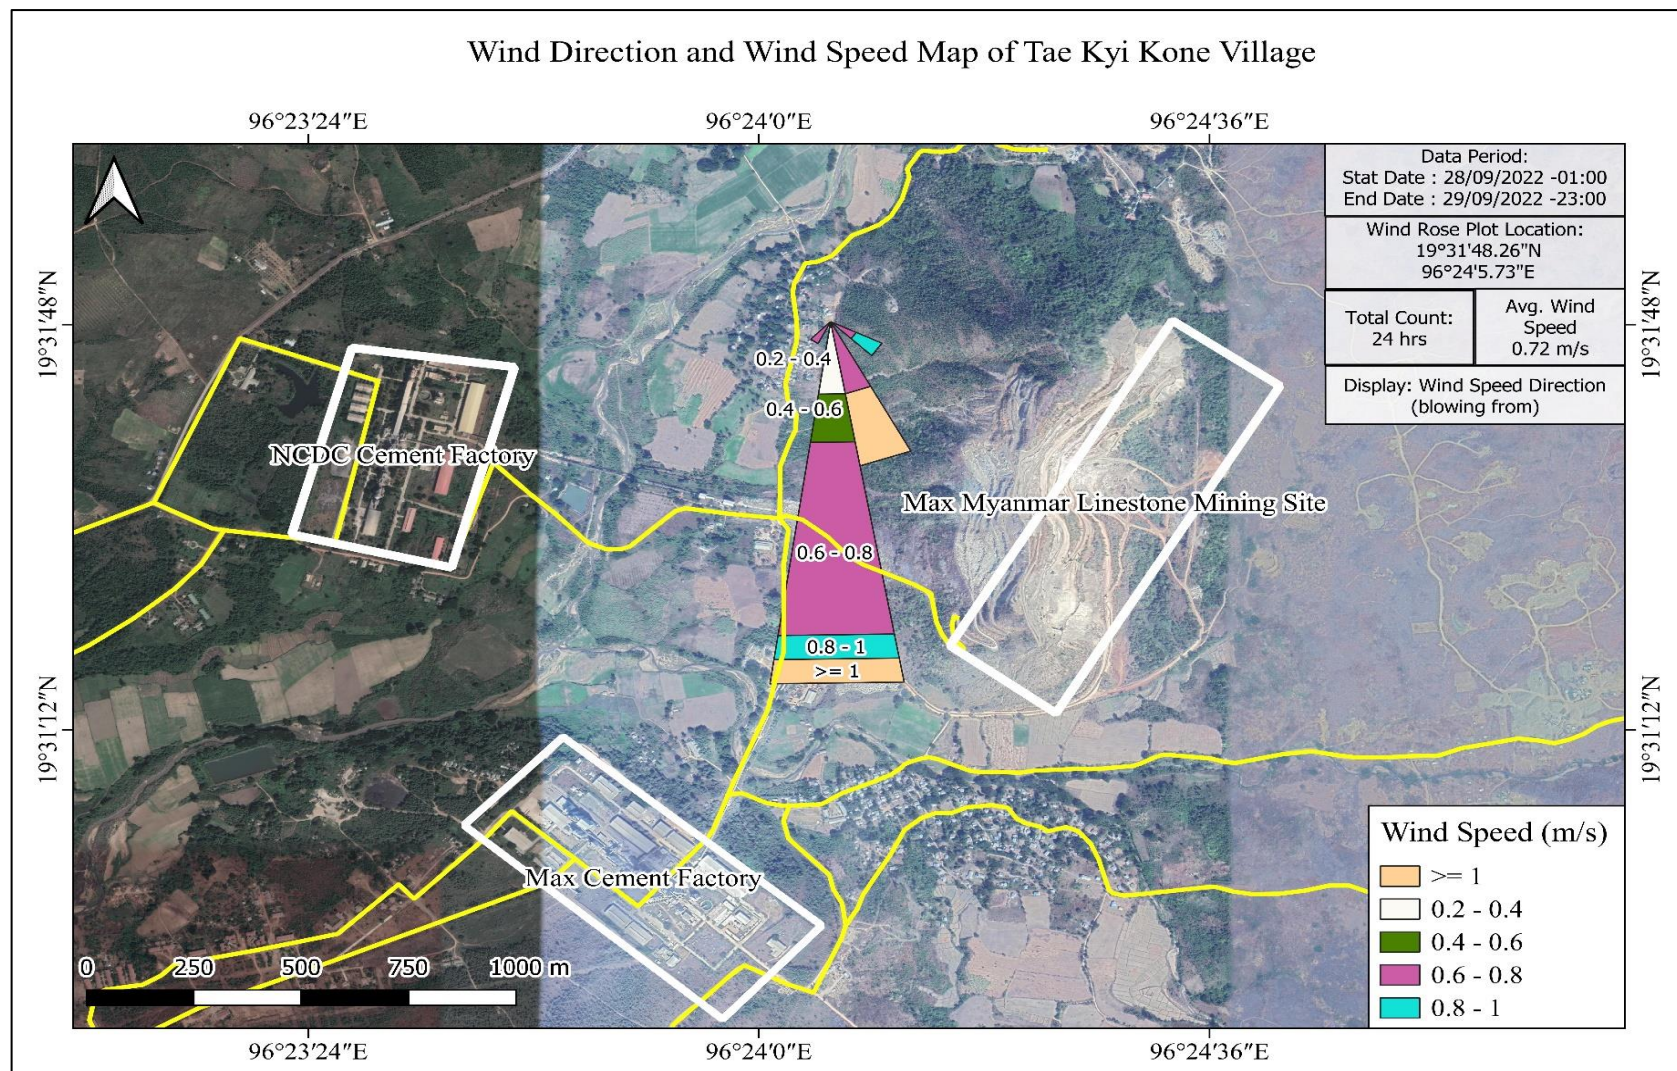 Wind Direction and Wind Speed Map of Tae Kyi Kone Village
96°23'24"E
96°24'0"E
96°24'36"E
Data Period:
Stat Date : 28/09/2022 -01:00
End Date : 29/09/2022 -23:00
Wind Rose Plot Location:
19°31'48.26"N
96°24'5.73"E
Total Count:
24 hrs
Avg. Wind
Speed
0.72 m/s
Display: Wind Speed Direction
(blowing from)
19°31'48"N
19°31'48"N
0.2 - 0.4
0.4 - 0.6
NCDC Cement Factory
Max Myanmar Linestone Mining Site
0.6 - 0.8
0.8 - 1
>= 1
19°31'12"N
19°31'12"N
Max Cement Factory
Wind Speed (m/s)
>= 1
0.2 - 0.4
0.4 - 0.6
0.6 - 0.8
0.8 - 1
0 250 500 750 1000 m
96°23'24"E
96°24'0"E
96°24'36"E